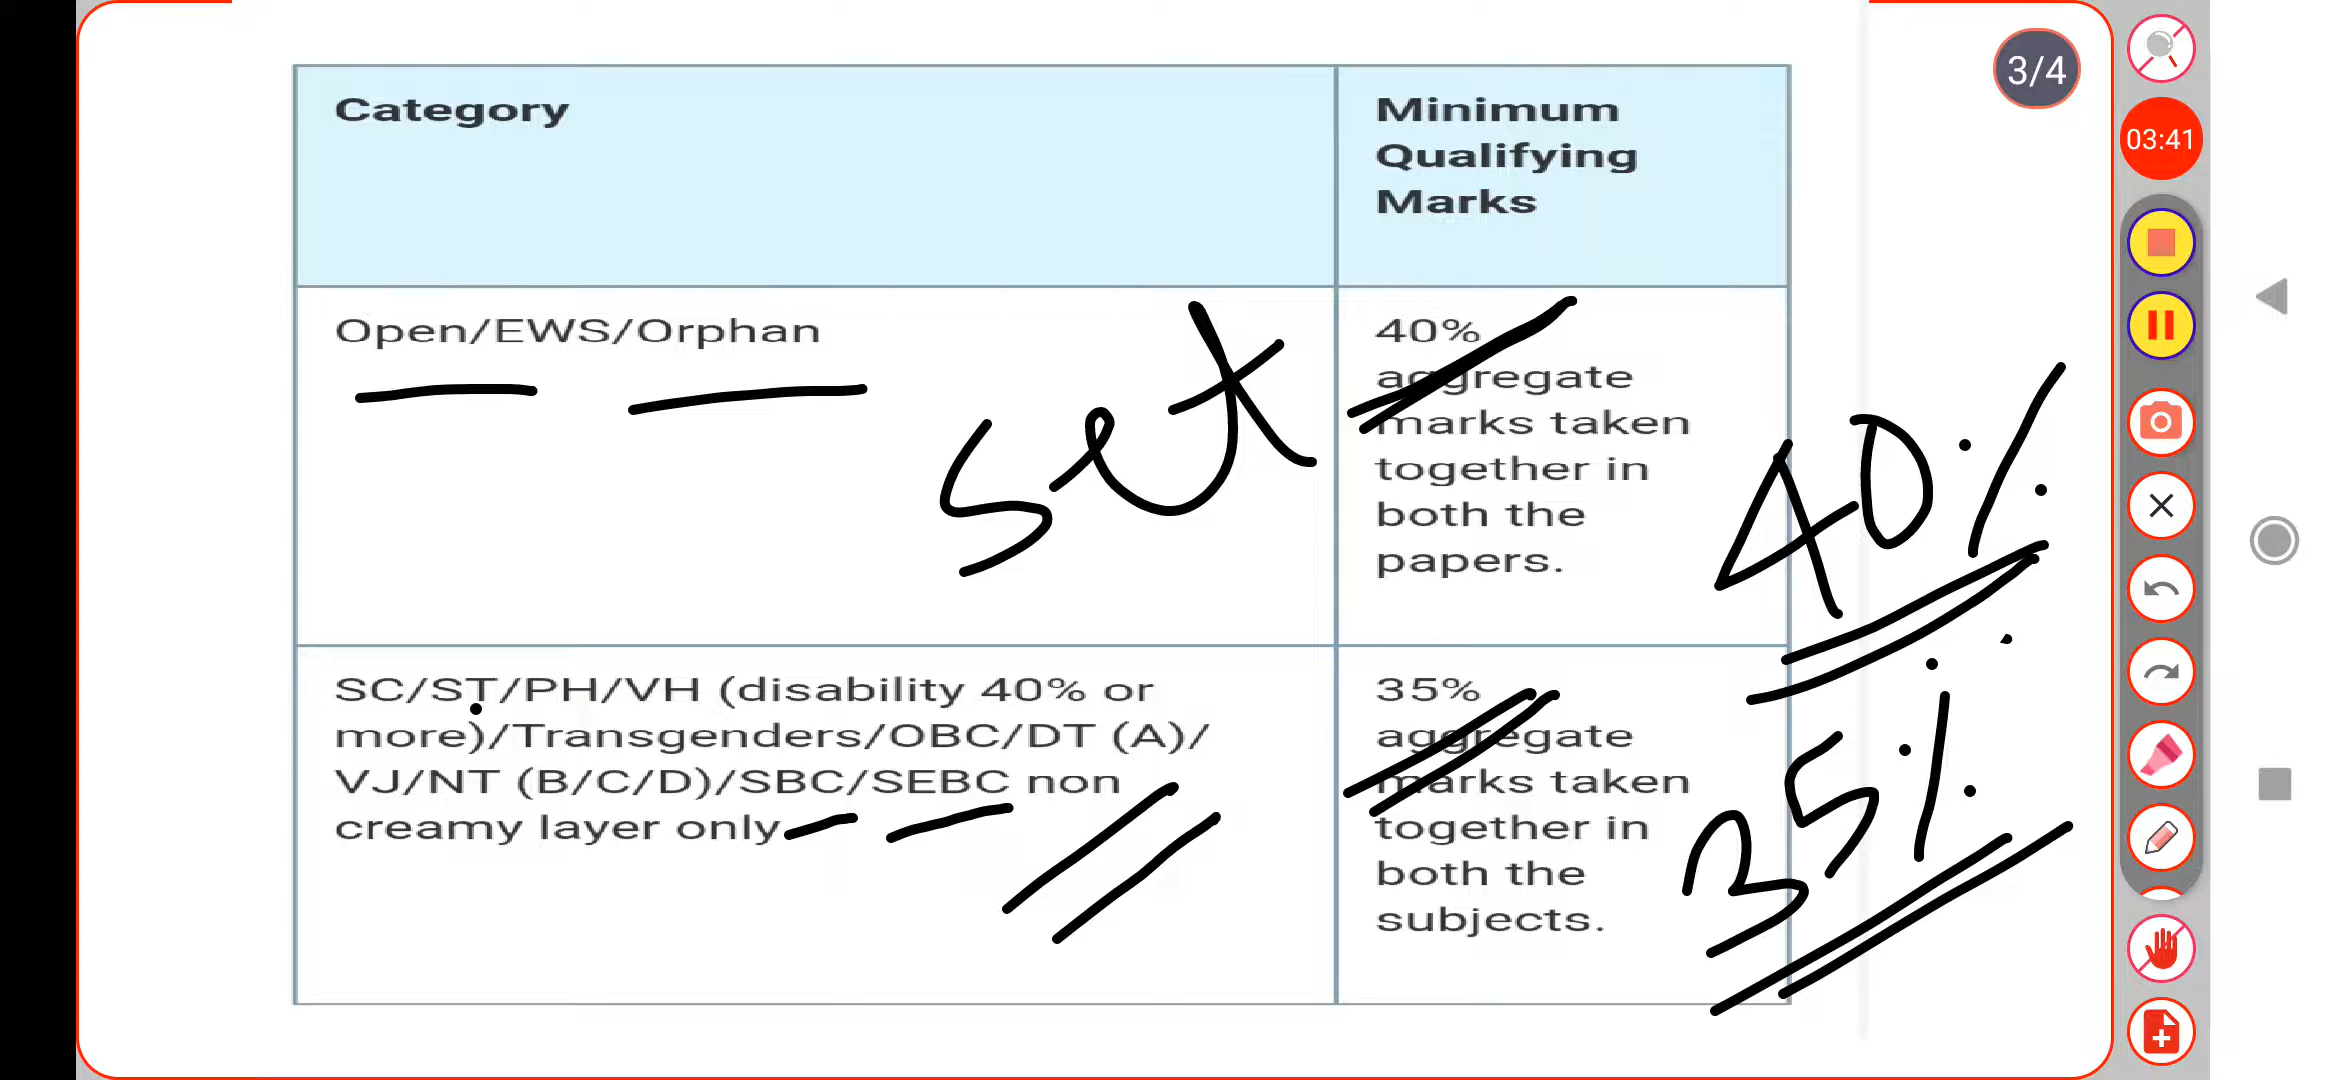 3/4
03:41
Category
Minimum
Qualifying
Marks
Open/EWS/Orphan
set
40%
aggregate
marks taken
together in
both the
papers.
40%
SC/ST/PH/VH (disability 40% or
more)/Transgenders/OBC/DT (A)/
VJ/NT (B/C/D)/SBC/SEBC non
creamy layer only
35%
aggregate
marks taken
together in
both the
subjects.
35%